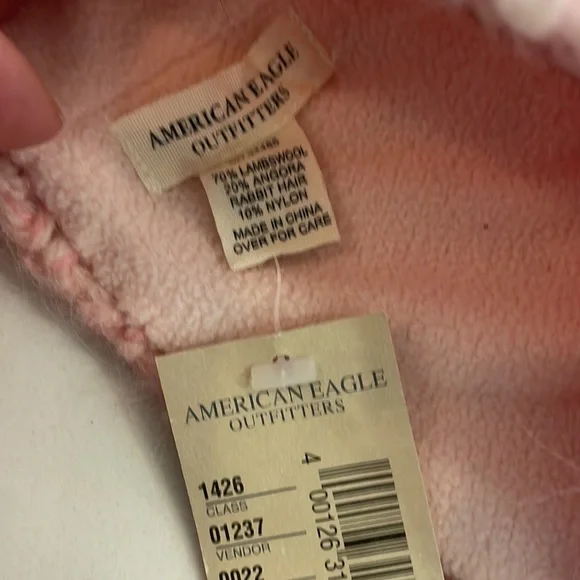 AMERICAN EAGLE
OUTFITTERS
70% LAMBSWOOL
20% ANGORA
RABBIT HAIR
10% NYLON
MADE IN CHINA
OVER FOR CARE
AMERICAN EAGLE
OUTFITTERS
1426
CLASS
01237
VENDOR
0022
4
00126 31